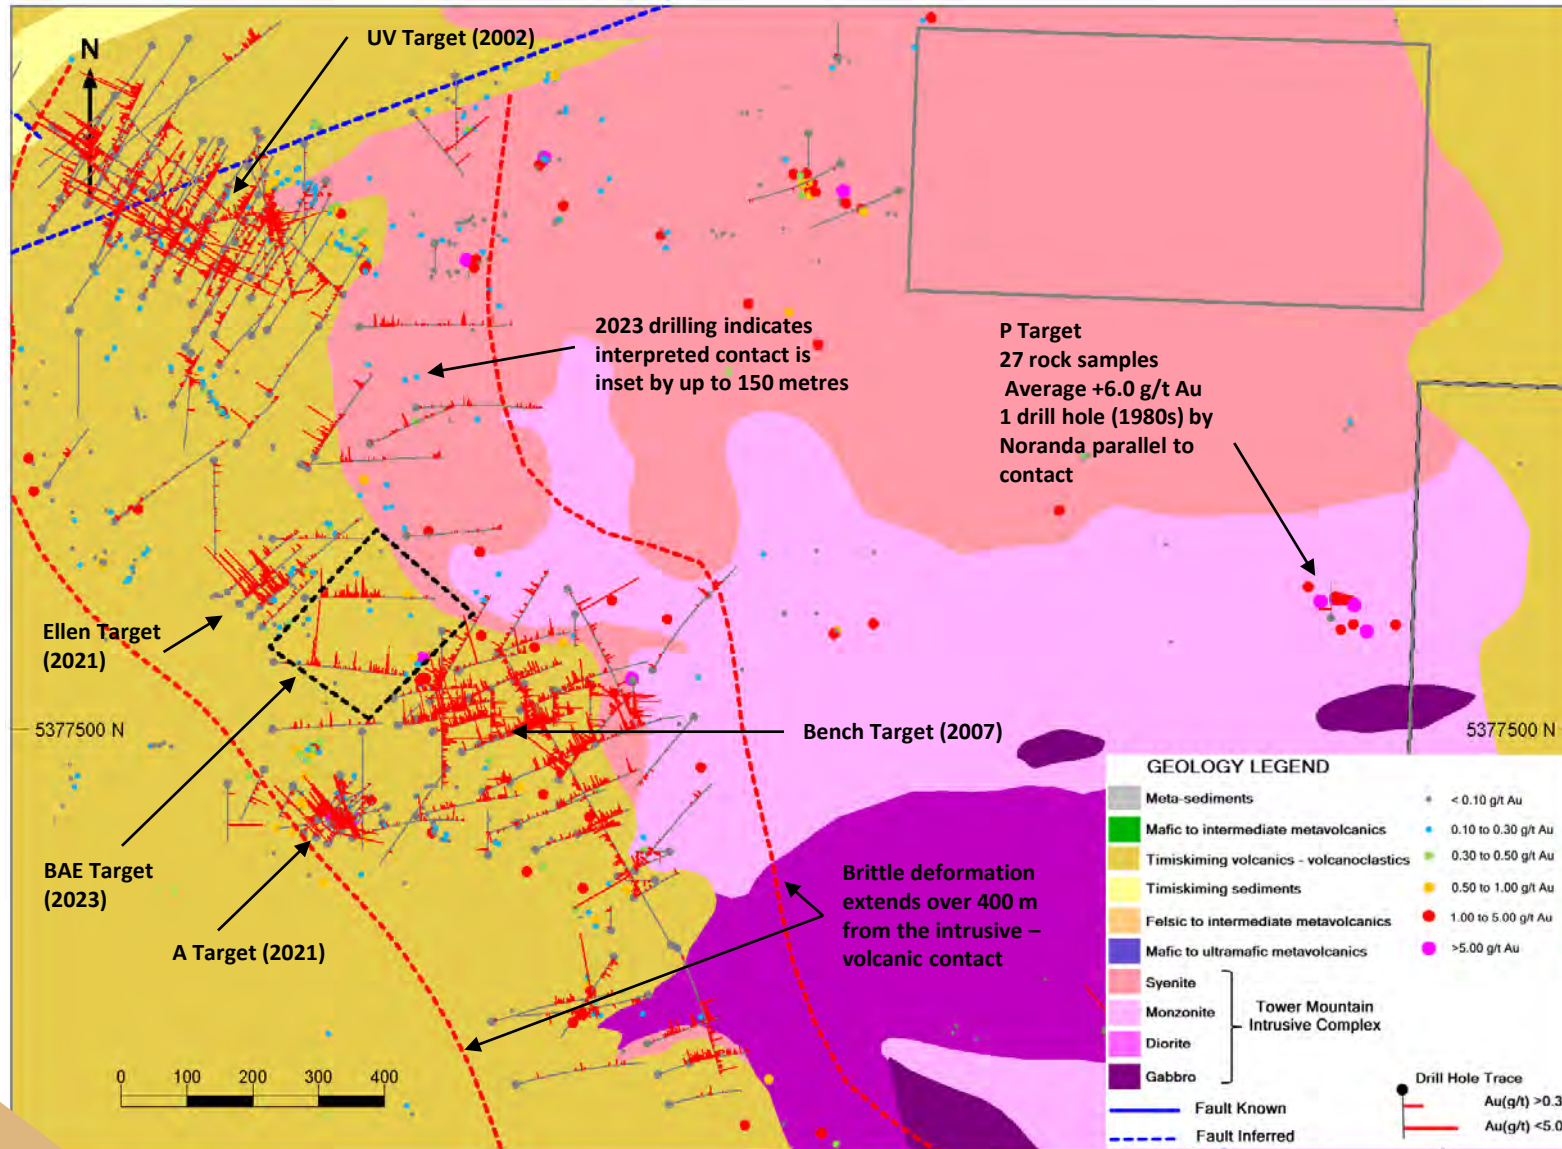 UV Target (2002)
N
2023 drilling indicates
interpreted contact is
inset by up to 150 metres
P Target
27 rock samples
Average +6.0 g/t Au
1 drill hole (1980s) by
Noranda parallel to
contact
Ellen Target
(2021)
5377500 N
Bench Target (2007)
5377500 N
BAE Target
(2023)
A Target (2021)
Brittle deformation
extends over 400 m
from the intrusive –
volcanic contact
0 100 200 300 400
GEOLOGY LEGEND
Meta-sediments
Mafic to intermediate metavolcanics
Timiskiming volcanics - volcanoclastics
Timiskiming sediments
Felsic to intermediate metavolcanics
Mafic to ultramafic metavolcanics
Syenite
Monzonite
Diorite
Gabbro
Tower Mountain
Intrusive Complex
Fault Known
Fault Inferred
< 0.10 g/t Au
0.10 to 0.30 g/t Au
0.30 to 0.50 g/t Au
0.50 to 1.00 g/t Au
1.00 to 5.00 g/t Au
>5.00 g/t Au
Drill Hole Trace
Au(g/t) >0.3
Au(g/t) <5.0